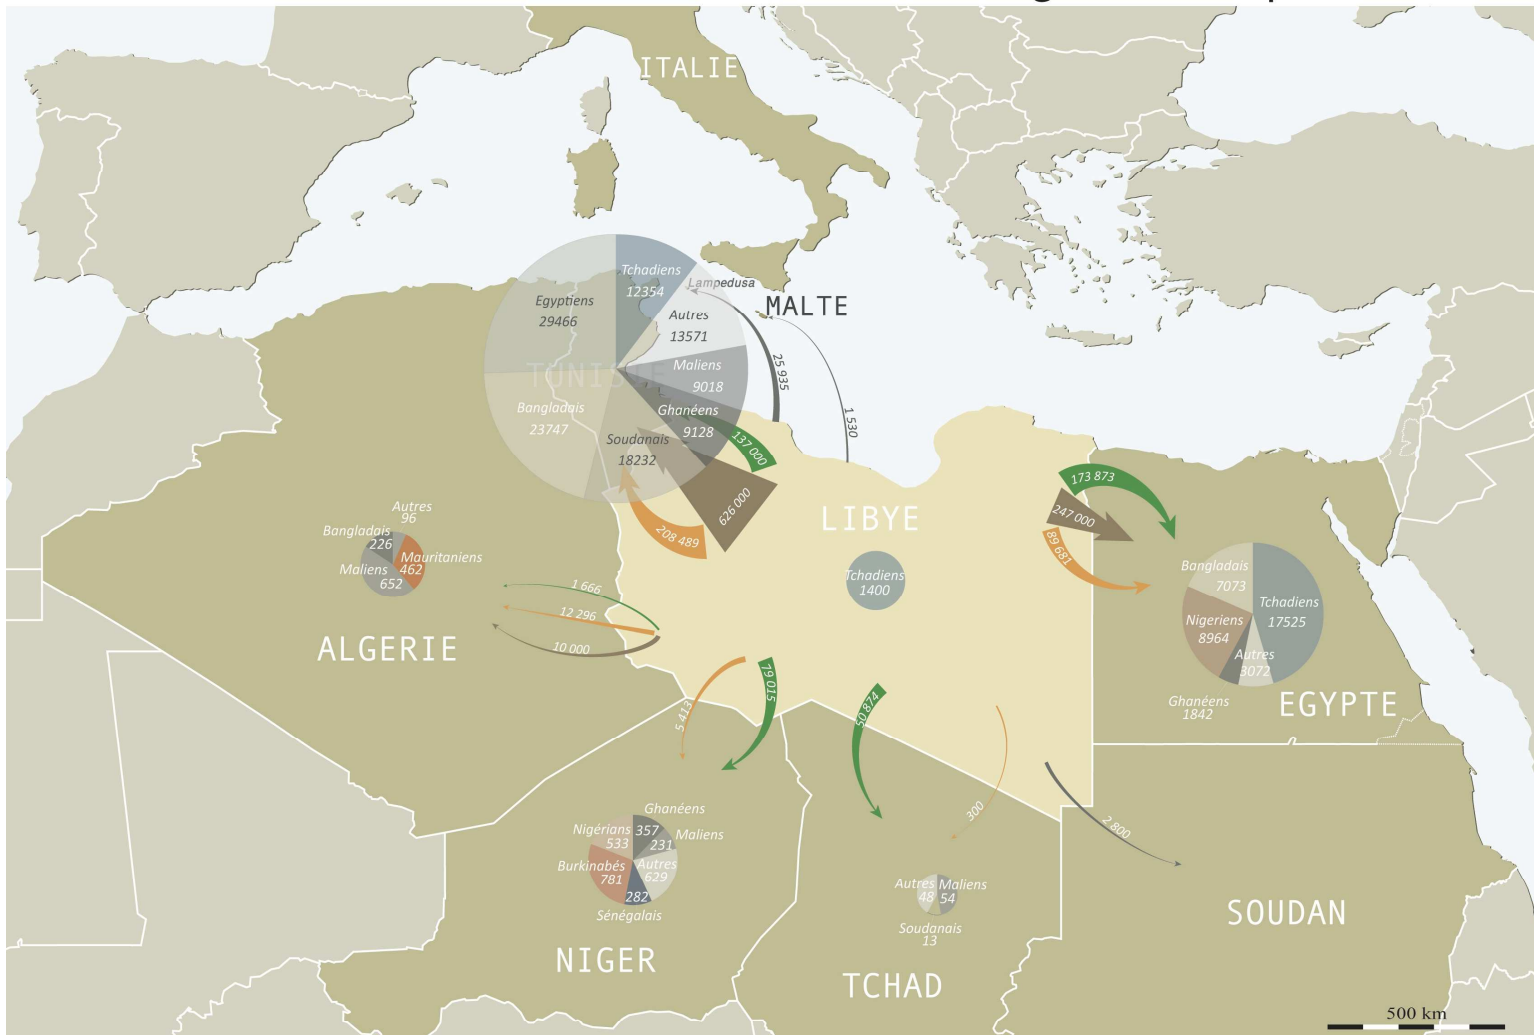 ITALIE
Tchadiens
12354
Lampedusa
MALTE
Egyptiens
29466
Autres
13571
25 935
1 530
TUNISIE
Maliens
9018
Bangladais
23747
Ghanéens
9128
137 000
Soudanais
18232
626 000
208 489
LIBYE
Tchadiens
1400
173 873
247 000
89 681
Autres
96
Bangladais
226
Mauritaniens
462
Maliens
652
1 666
12 296
10 000
ALGERIE
Bangladais
7073
Tchadiens
17525
Nigeriens
8964
Autres
3072
Ghanéens
1842
EGYPTE
5 413
79 015
50 874
300
2 800
Ghanéens
357
Nigérians
533
Maliens
231
Burkinabés
781
Autres
629
282
Sénégalais
NIGER
Autres
48
Maliens
54
Soudanais
13
TCHAD
SOUDAN
500 km